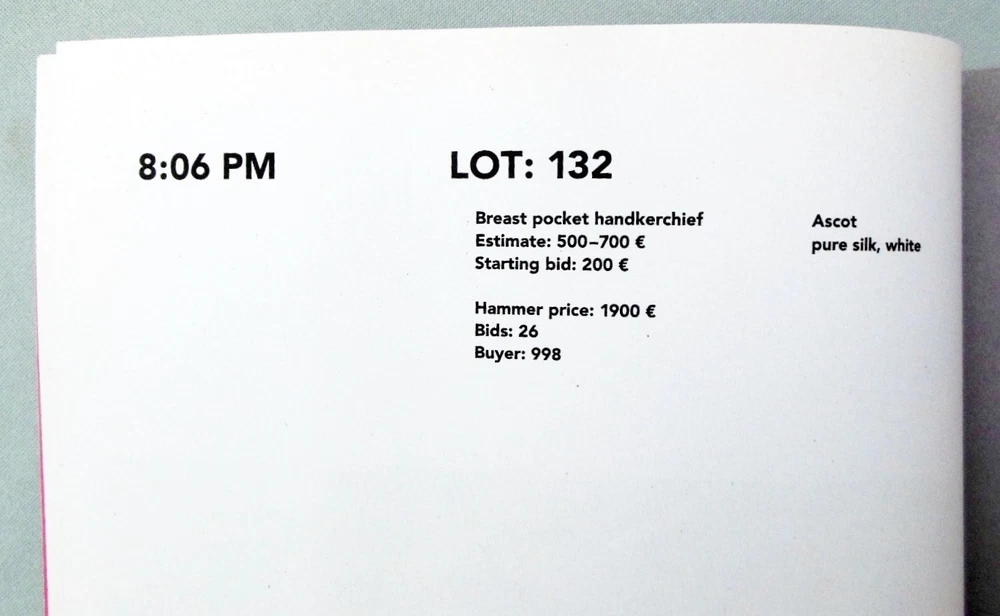 8:06 PM
LOT: 132
Breast pocket handkerchief
Estimate: 500–700 €
Starting bid: 200 €
Hammer price: 1900 €
Bids: 26
Buyer: 998
Ascot
pure silk, white